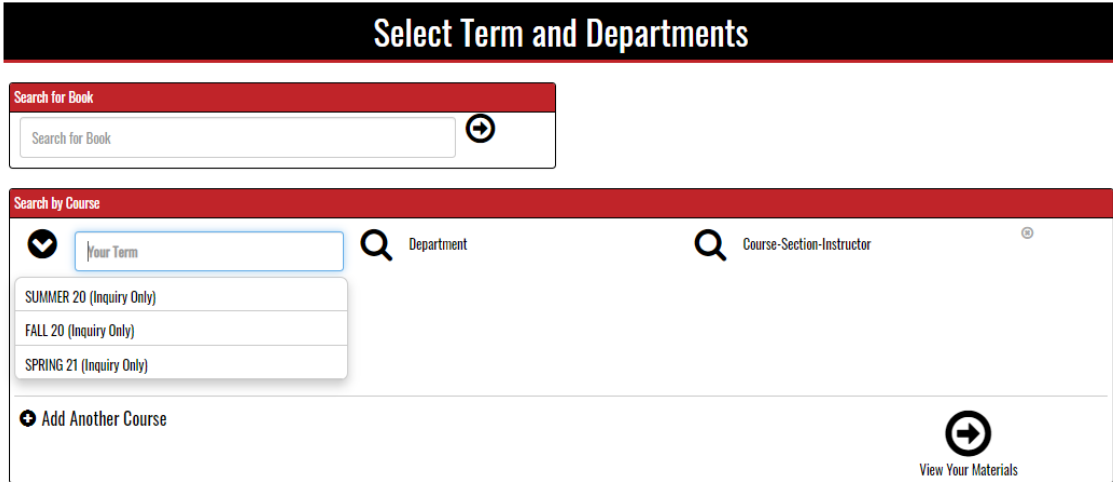 Select Term and Departments
Search for Book
Search for Book
Search by Course
Your Term
Department
Course-Section-Instructor
SUMMER 20 (Inquiry Only)
FALL 20 (Inquiry Only)
SPRING 21 (Inquiry Only)
Add Another Course
View Your Materials